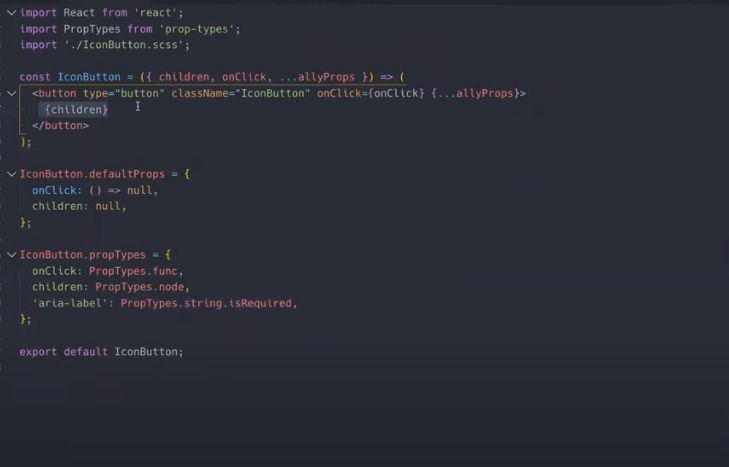 import React from 'react';
import PropTypes from 'prop-types';
import './IconButton.scss';
const IconButton = ({ children, onClick, ...allyProps }) => (
<button type="button" className="IconButton" onClick={onClick} {...allyProps}>
{children}
</button>
);
IconButton.defaultProps = {
onClick: () => null,
children: null,
};
IconButton.propTypes = {
onClick: PropTypes.func,
children: PropTypes.node,
'aria-label': PropTypes.string.isRequired,
};
export default IconButton;